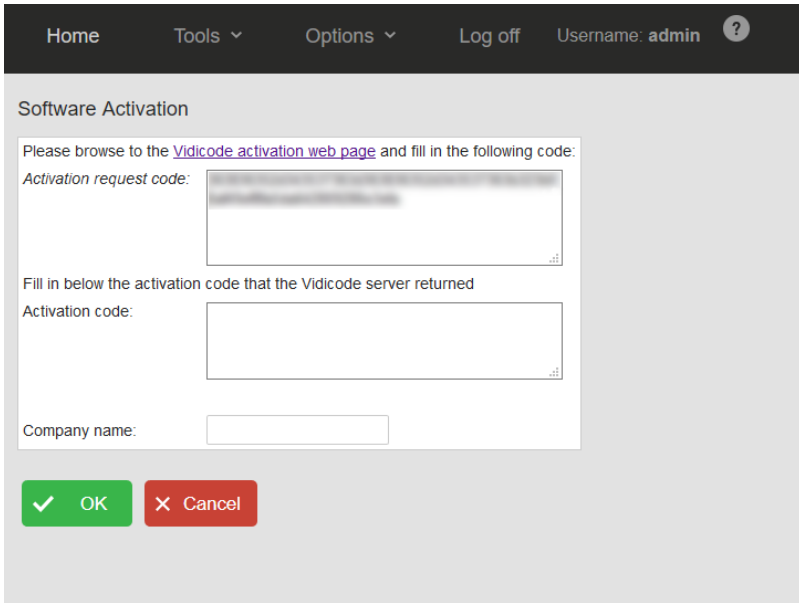 Home Tools Options Log off Username: admin ?
Software Activation
Please browse to the Vidicode activation web page and fill in the following code:
Activation request code:
Fill in below the activation code that the Vidicode server returned
Activation code:
Company name:
OK Cancel